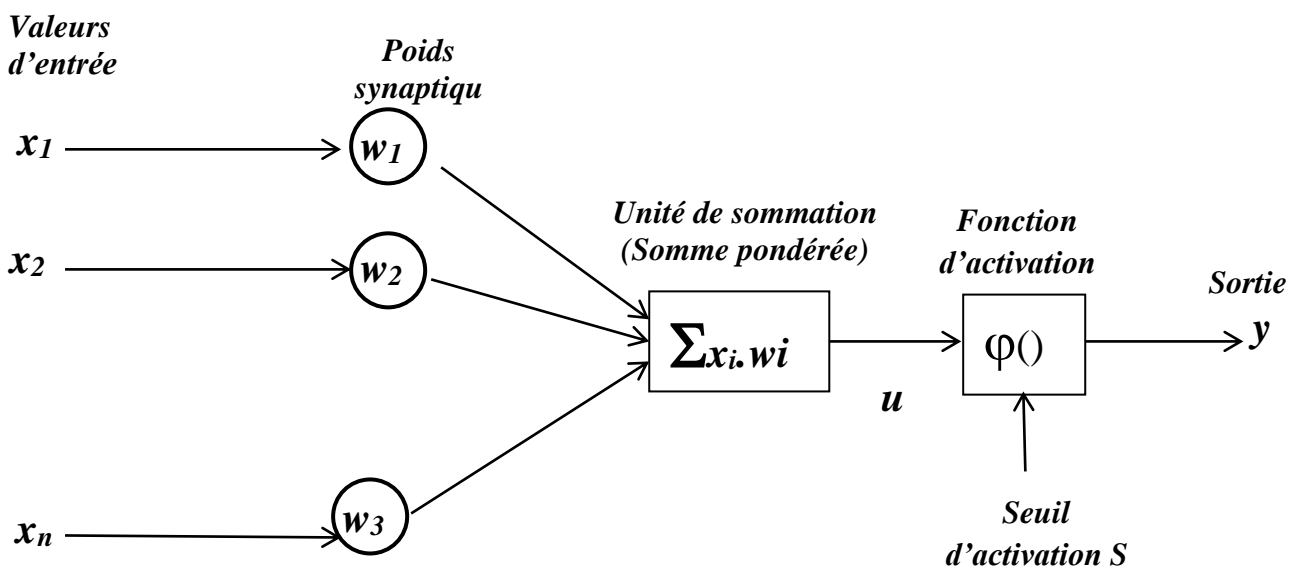 Valeurs
d’entrée
Poids
synaptiqu
x1
w1
x2
w2
xn
w3
Unité de sommation
(Somme pondérée)
∑xi.wi
u
Fonction
d’activation
φ()
Seuil
d’activation S
Sortie
y